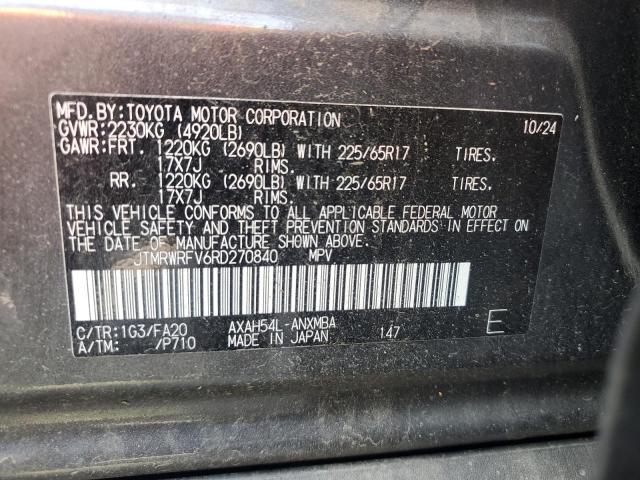 MFD.BY:TOYOTA MOTOR CORPORATION 10/24
GVWR:2230KG (4920LB)
GAWR:FRT. 1220KG (2690LB) WITH 225/65R17 TIRES.
17X7J RIMS.
RR. 1220KG (2690LB) WITH 225/65R17 TIRES.
17X7J RIMS.
THIS VEHICLE CONFORMS TO ALL APPLICABLE FEDERAL MOTOR
VEHICLE SAFETY AND THEFT PREVENTION STANDARDS IN EFFECT ON
THE DATE OF MANUFACTURE SHOWN ABOVE.
JTMRWRFV6RD270840 MPV
C/TR:1G3/FA20 AXAH54L-ANXMBA 147 E
A/TM: /P710 MADE IN JAPAN